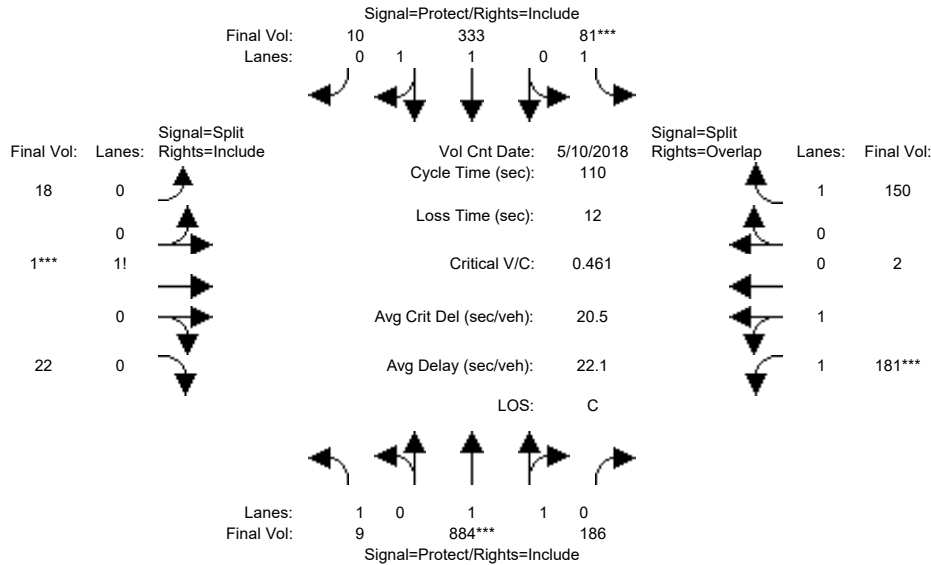 Signal=Protect/Rights=Include
Final Vol: 10 333 81***
Lanes: 0 1 1 0 1
Signal=Split Signal=Split
Final Vol: Lanes: Rights=Include Vol Cnt Date: 5/10/2018 Rights=Overlap Lanes: Final Vol:
Cycle Time (sec): 110
18 0 1 150
Loss Time (sec): 12
0 0
1*** 1! Critical V/C: 0.461 0 2
0 Avg Crit Del (sec/veh): 20.5 1
22 0 Avg Delay (sec/veh): 22.1 1 181***
LOS: C
Lanes: 1 0 1 1 0
Final Vol: 9 884*** 186
Signal=Protect/Rights=Include